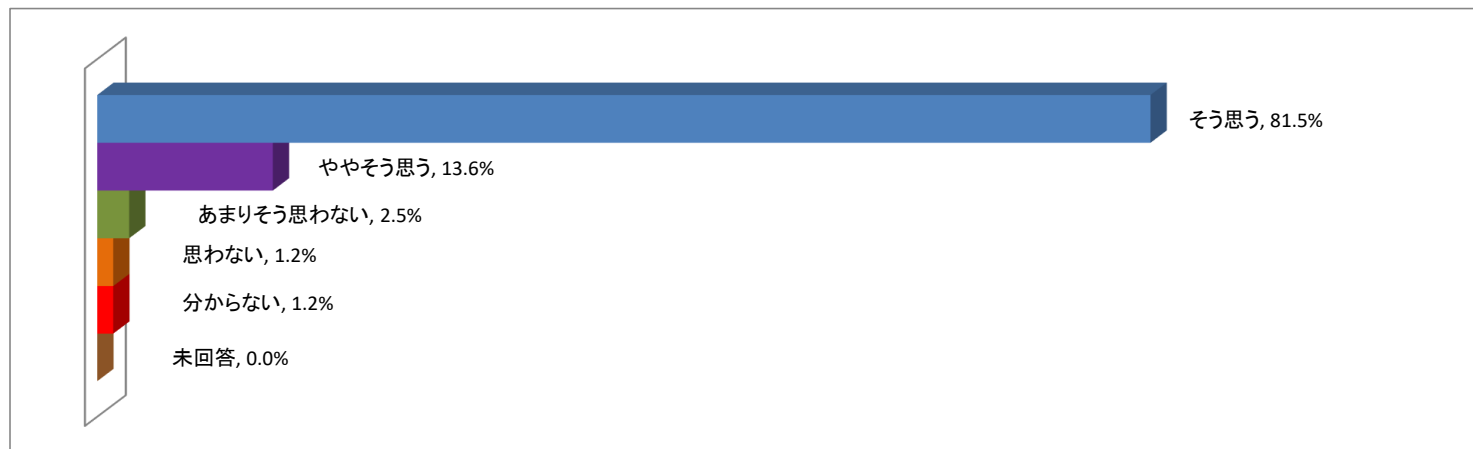 そう思う, 81.5%
ややそう思う, 13.6%
あまりそう思わない, 2.5%
思わない, 1.2%
分からない, 1.2%
未回答, 0.0%